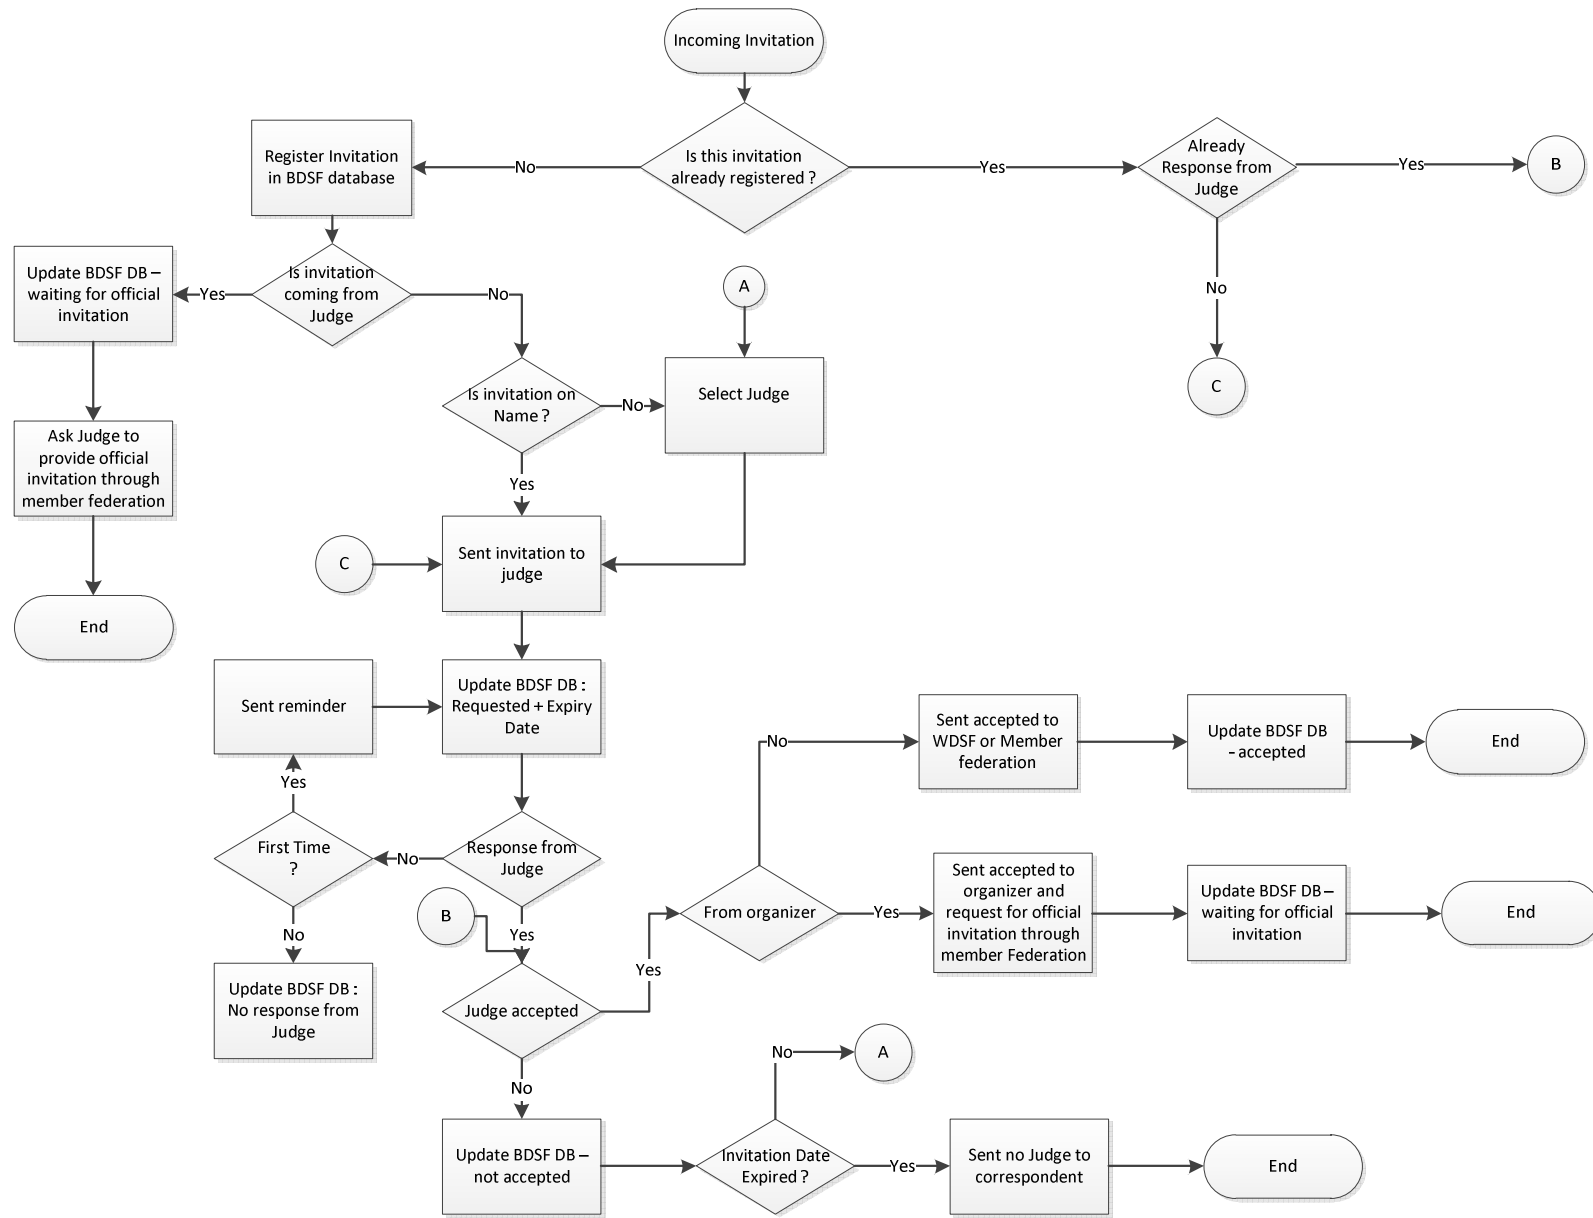 Incoming Invitation
Register Invitation
in BDSF database
No
Is this invitation
already registered ?
Yes
Already
Response from
Judge
Yes
B
Update BDSF DB –
waiting for official
invitation
Yes
Is invitation
coming from
Judge
No
A
No
C
Is invitation on
Name ?
No
Select Judge
Ask Judge to
provide official
invitation through
member federation
Yes
C
Sent invitation to
judge
End
Sent reminder
Update BDSF DB :
Requested + Expiry
Date
No
Sent accepted to
WDSF or Member
federation
Update BDSF DB
- accepted
End
Yes
First Time
?
No
Response from
Judge
B
Yes
Yes
From organizer
Yes
Sent accepted to
organizer and
request for official
invitation through
member Federation
Update BDSF DB –
waiting for official
invitation
End
No
Update BDSF DB :
No response from
Judge
Judge accepted
No
A
No
Update BDSF DB –
not accepted
Invitation Date
Expired ?
Yes
Sent no Judge to
correspondent
End